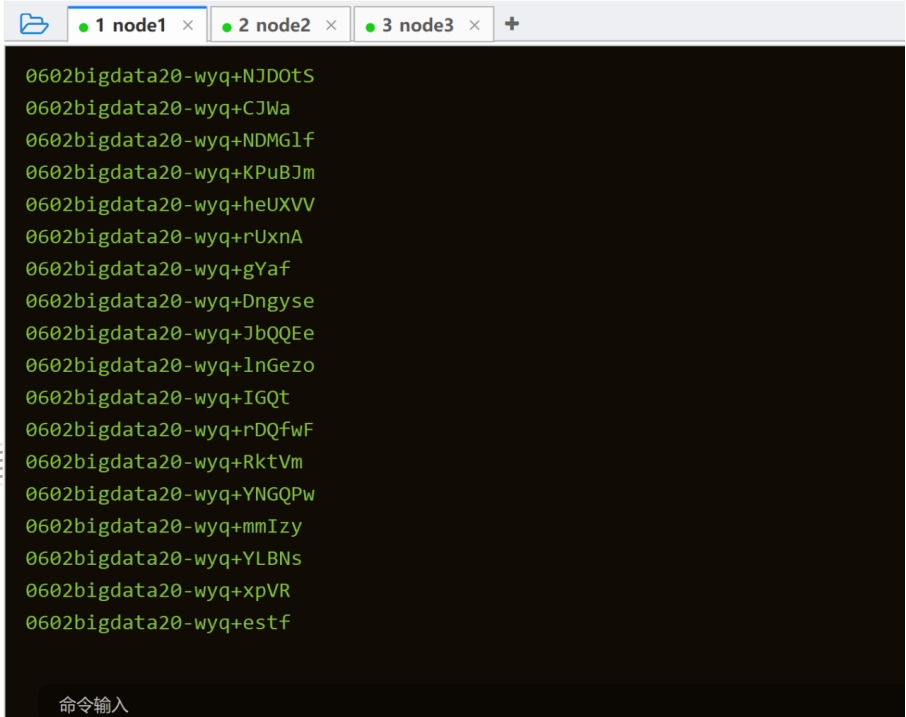 1 node1 × 2 node2 × 3 node3 × +
0602bigdata20-wyq+NJDOtS
0602bigdata20-wyq+CJWa
0602bigdata20-wyq+NDMGlf
0602bigdata20-wyq+KPuBJm
0602bigdata20-wyq+heUXVV
0602bigdata20-wyq+rUxnA
0602bigdata20-wyq+gYaf
0602bigdata20-wyq+Dngyse
0602bigdata20-wyq+JbQQEe
0602bigdata20-wyq+lnGezo
0602bigdata20-wyq+IGQt
0602bigdata20-wyq+rDQfwF
0602bigdata20-wyq+RktVm
0602bigdata20-wyq+YNGQPw
0602bigdata20-wyq+mmIzy
0602bigdata20-wyq+YLBNs
0602bigdata20-wyq+xpVR
0602bigdata20-wyq+estf
命令输入